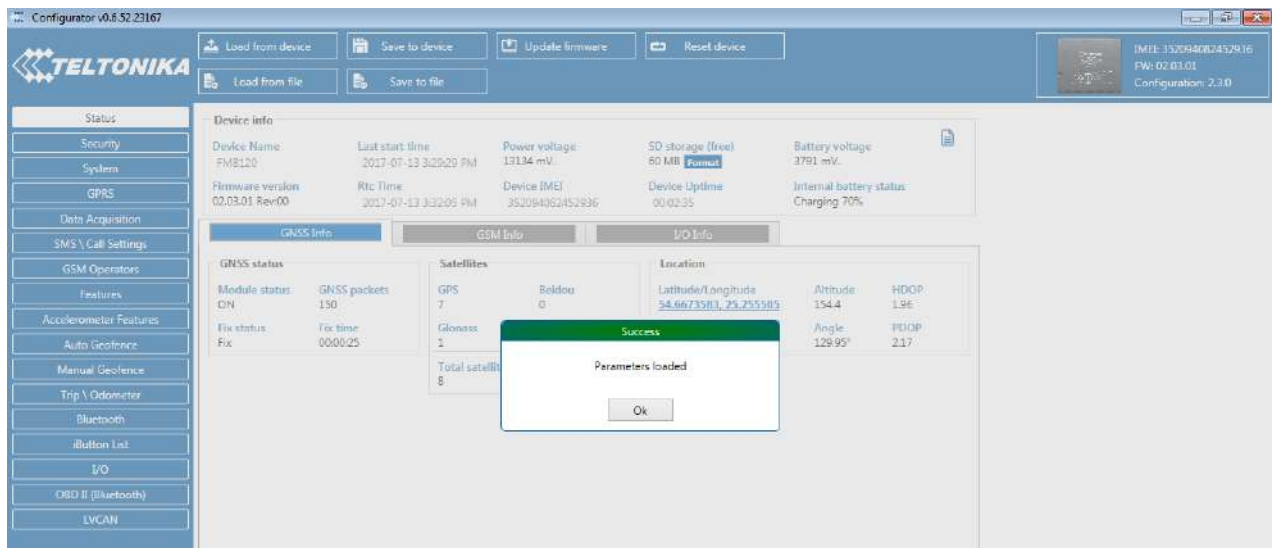 Configurator v0.6.52.23167
TELTONIKA
Load from device
Save to device
Update firmware
Reset device
Load from file
Save to file
IMEI: 352094082452936
FW: 02.03.01
Configuration: 2.3.0
Status
Security
System
GPRS
Data Acquisition
SMS \ Call Settings
GSM Operators
Features
Accelerometer Features
Auto Geofence
Manual Geofence
Trip \ Odometer
Bluetooth
iButton List
I/O
OBD II (Bluetooth)
LVCAN
Device info
Device Name
Last start time
Power voltage
SD storage (free)
Battery voltage
FMB120
2017-07-13 3:29:29 PM
13134 mV.
60 MB Format
3791 mV.
Firmware version
Rtc Time
Device IMEI
Device Uptime
Internal battery status
02.03.01 Rev:00
2017-07-13 3:32:05 PM
352094082452936
00:02:35
Charging 70%
GNSS Info
GSM Info
I/O Info
GNSS status
Satellites
Location
Module status
GNSS packets
GPS
Beidou
Latitude/Longitude
Altitude
HDOP
ON
150
7
0
54.6673583, 25.255505
154.4
1.96
Fix status
Fix time
Glonass
Angle
PDOP
Fix
00:00:25
1
129.95°
2.17
Total satellit
8
Success
Parameters loaded
Ok